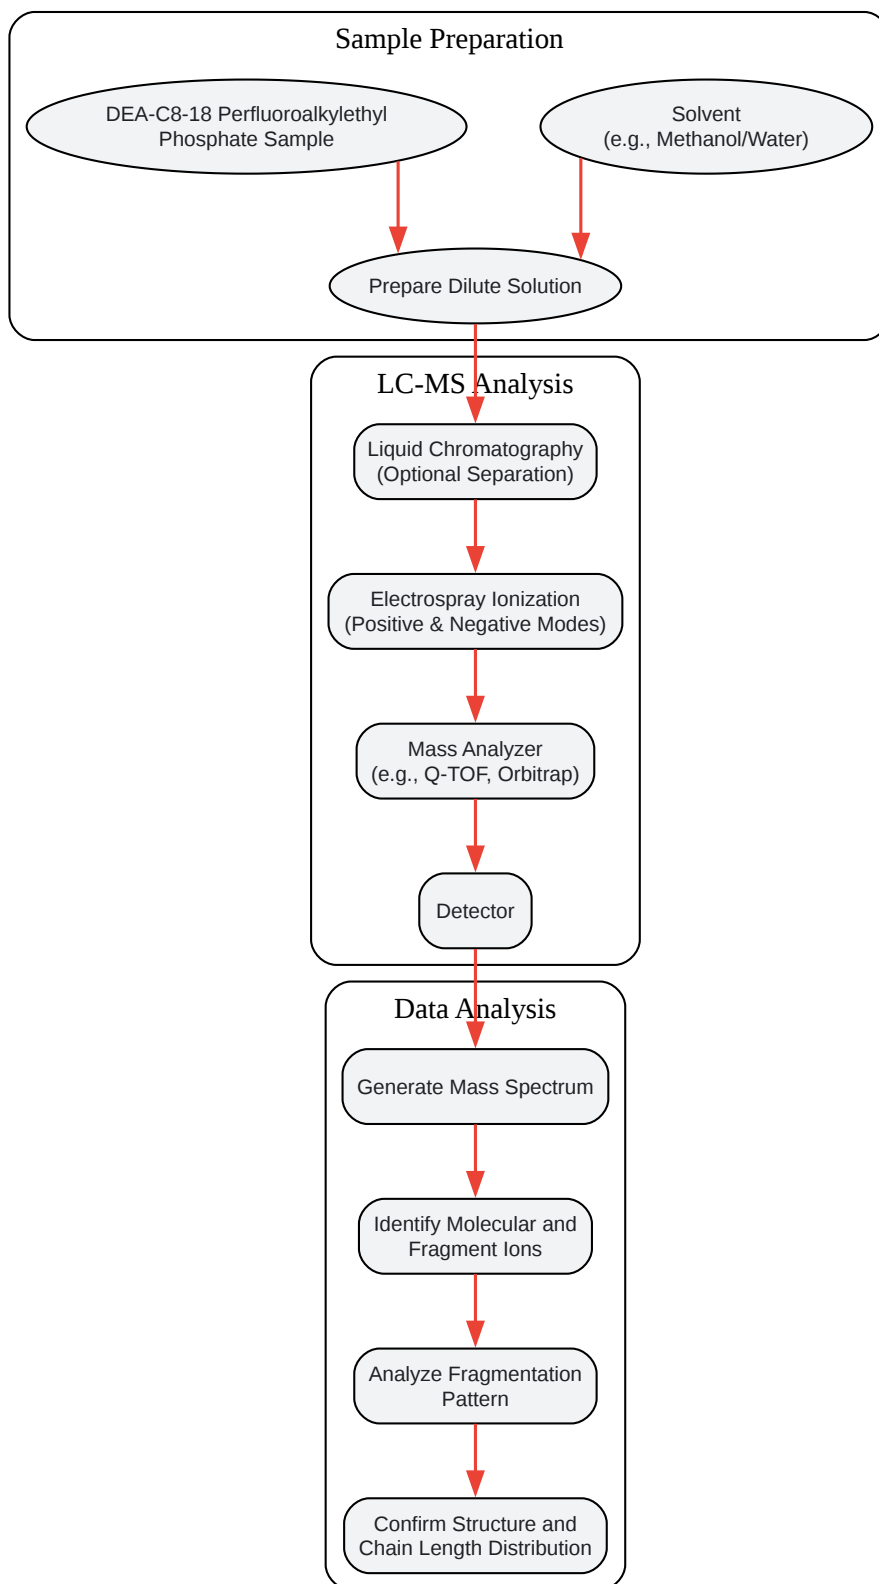 Sample Preparation
DEA-C8-18 Perfluoroalkylethyl
Phosphate Sample
Solvent
(e.g., Methanol/Water)
Prepare Dilute Solution
LC-MS Analysis
Liquid Chromatography
(Optional Separation)
Electrospray Ionization
(Positive & Negative Modes)
Mass Analyzer
(e.g., Q-TOF, Orbitrap)
Detector
Data Analysis
Generate Mass Spectrum
Identify Molecular and
Fragment Ions
Analyze Fragmentation
Pattern
Confirm Structure and
Chain Length Distribution